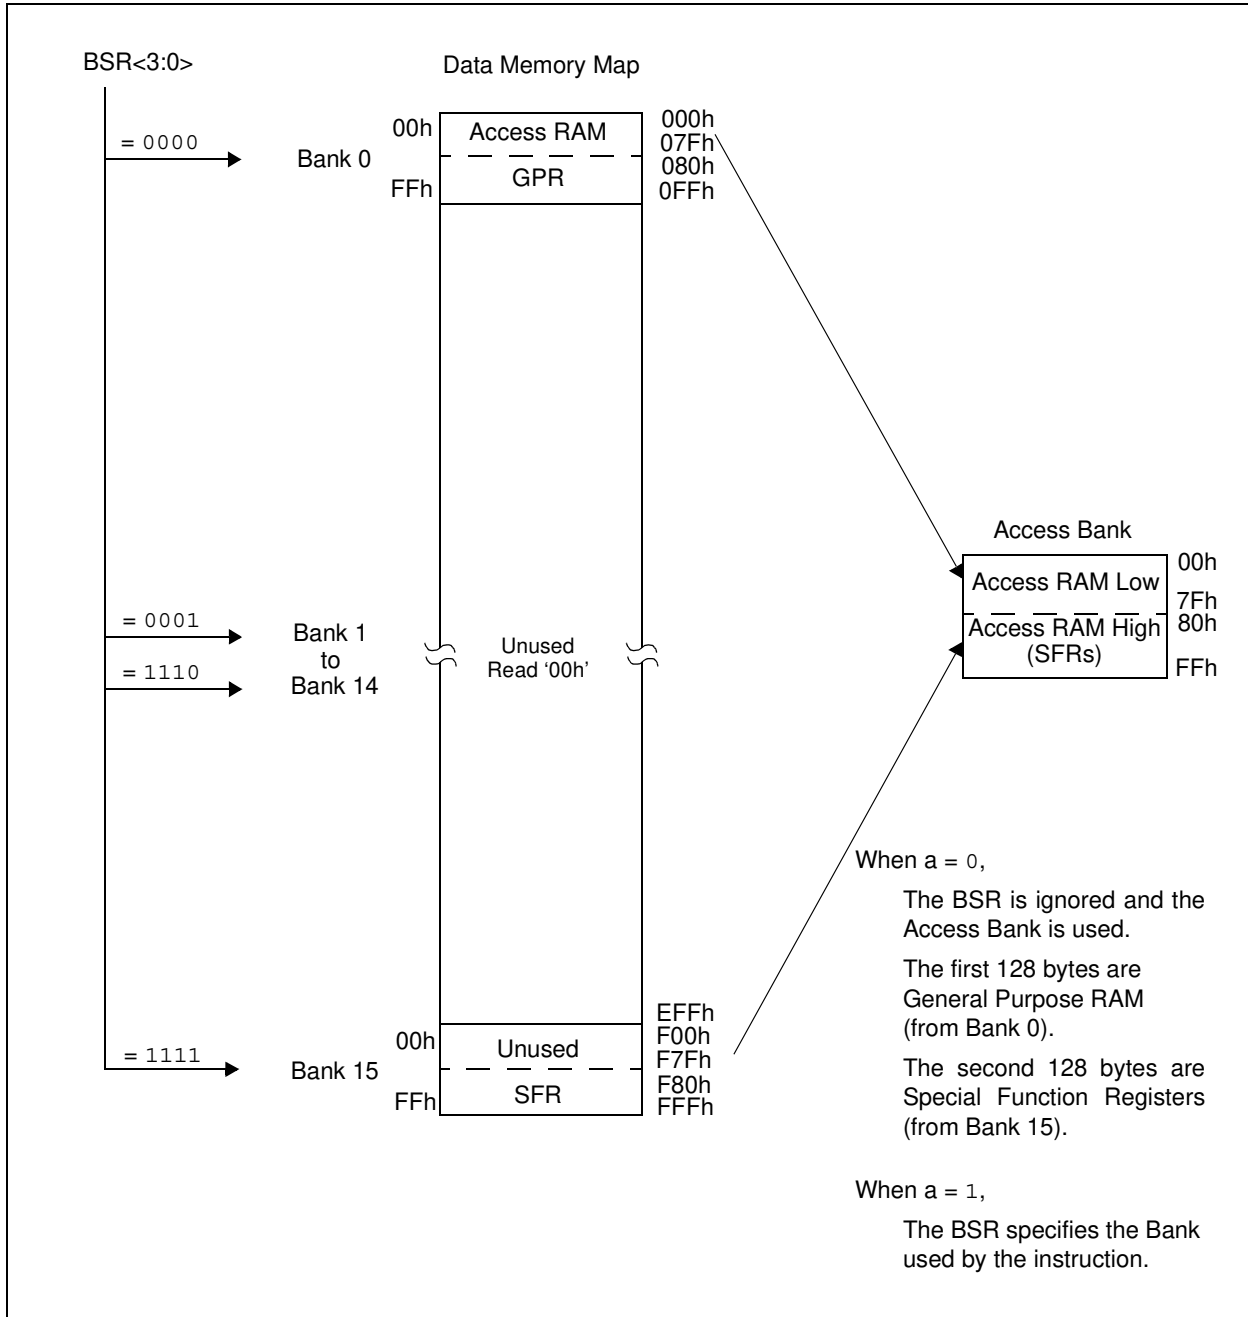 BSR<3:0>
Data Memory Map
= 0000
Bank 0
00h
FFh
Access RAM
GPR
000h
07Fh
080h
0FFh
= 0001
= 1110
Bank 1
to
Bank 14
Unused
Read ‘00h’
Access Bank
Access RAM Low
Access RAM High
(SFRs)
00h
7Fh
80h
FFh
= 1111
Bank 15
00h
FFh
Unused
SFR
EFFh
F00h
F7Fh
F80h
FFFh
When a = 0,
The BSR is ignored and the
Access Bank is used.
The first 128 bytes are
General Purpose RAM
(from Bank 0).
The second 128 bytes are
Special Function Registers
(from Bank 15).
When a = 1,
The BSR specifies the Bank
used by the instruction.